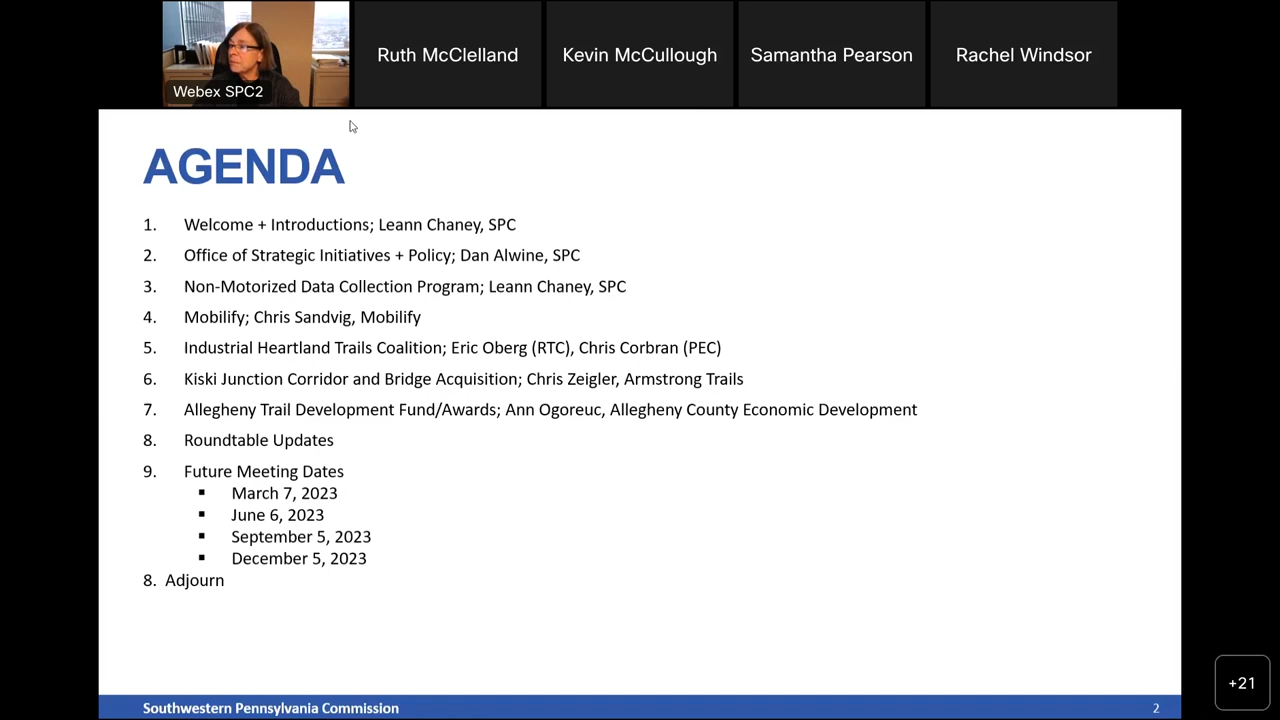 Webex SPC2
Ruth McClelland
Kevin McCullough
Samantha Pearson
Rachel Windsor
AGENDA
1. Welcome + Introductions; Leann Chaney, SPC
2. Office of Strategic Initiatives + Policy; Dan Alwine, SPC
3. Non-Motorized Data Collection Program; Leann Chaney, SPC
4. Mobilify; Chris Sandvig, Mobilify
5. Industrial Heartland Trails Coalition; Eric Oberg (RTC), Chris Corbran (PEC)
6. Kiski Junction Corridor and Bridge Acquisition; Chris Zeigler, Armstrong Trails
7. Allegheny Trail Development Fund/Awards; Ann Ogoreuc, Allegheny County Economic Development
8. Roundtable Updates
9. Future Meeting Dates
▪ March 7, 2023
▪ June 6, 2023
▪ September 5, 2023
▪ December 5, 2023
8. Adjourn
+21
Southwestern Pennsylvania Commission
2